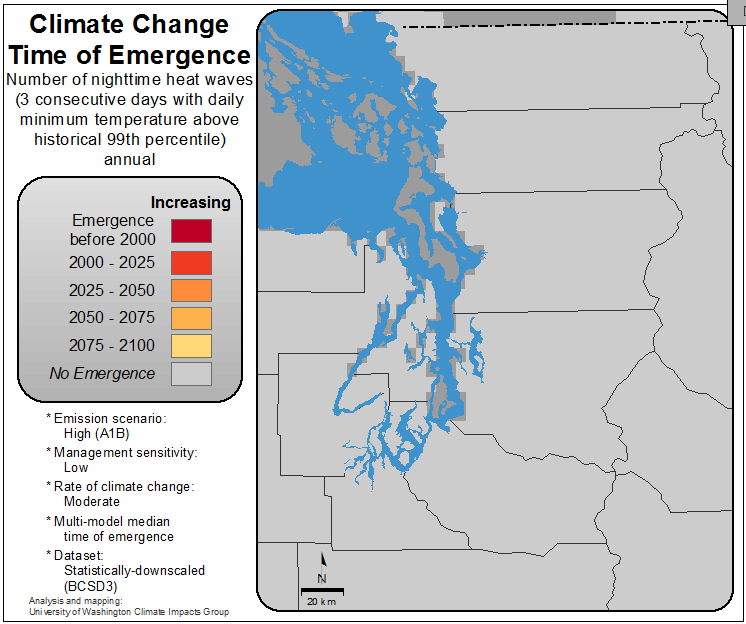 Climate Change
Time of Emergence
Number of nighttime heat waves
(3 consecutive days with daily
minimum temperature above
historical 99th percentile)
annual
Increasing
Emergence
before 2000
2000 - 2025
2025 - 2050
2050 - 2075
2075 - 2100
No Emergence
* Emission scenario:
High (A1B)
* Management sensitivity:
Low
* Rate of climate change:
Moderate
* Multi-model median
time of emergence
* Dataset:
Statistically-downscaled
(BCSD3)
Analysis and mapping:
University of Washington Climate Impacts Group
N
20 km